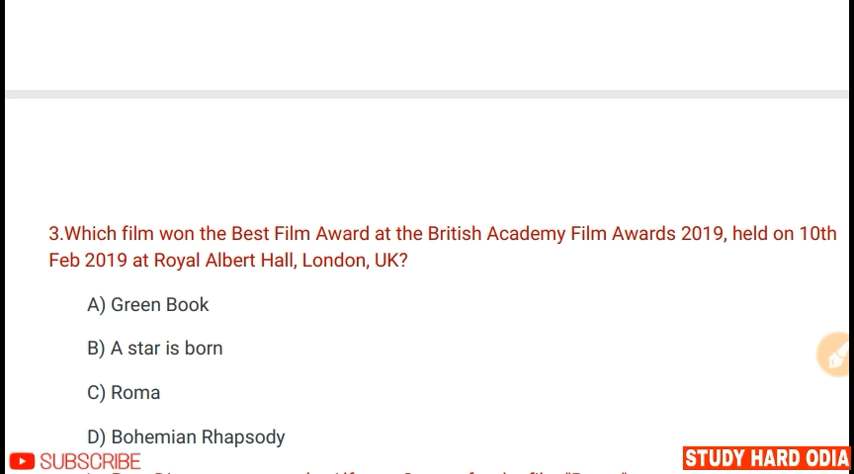 3.Which film won the Best Film Award at the British Academy Film Awards 2019, held on 10th
Feb 2019 at Royal Albert Hall, London, UK?
A) Green Book
B) A star is born
C) Roma
D) Bohemian Rhapsody
SUBSCRIBE
STUDY HARD ODIA